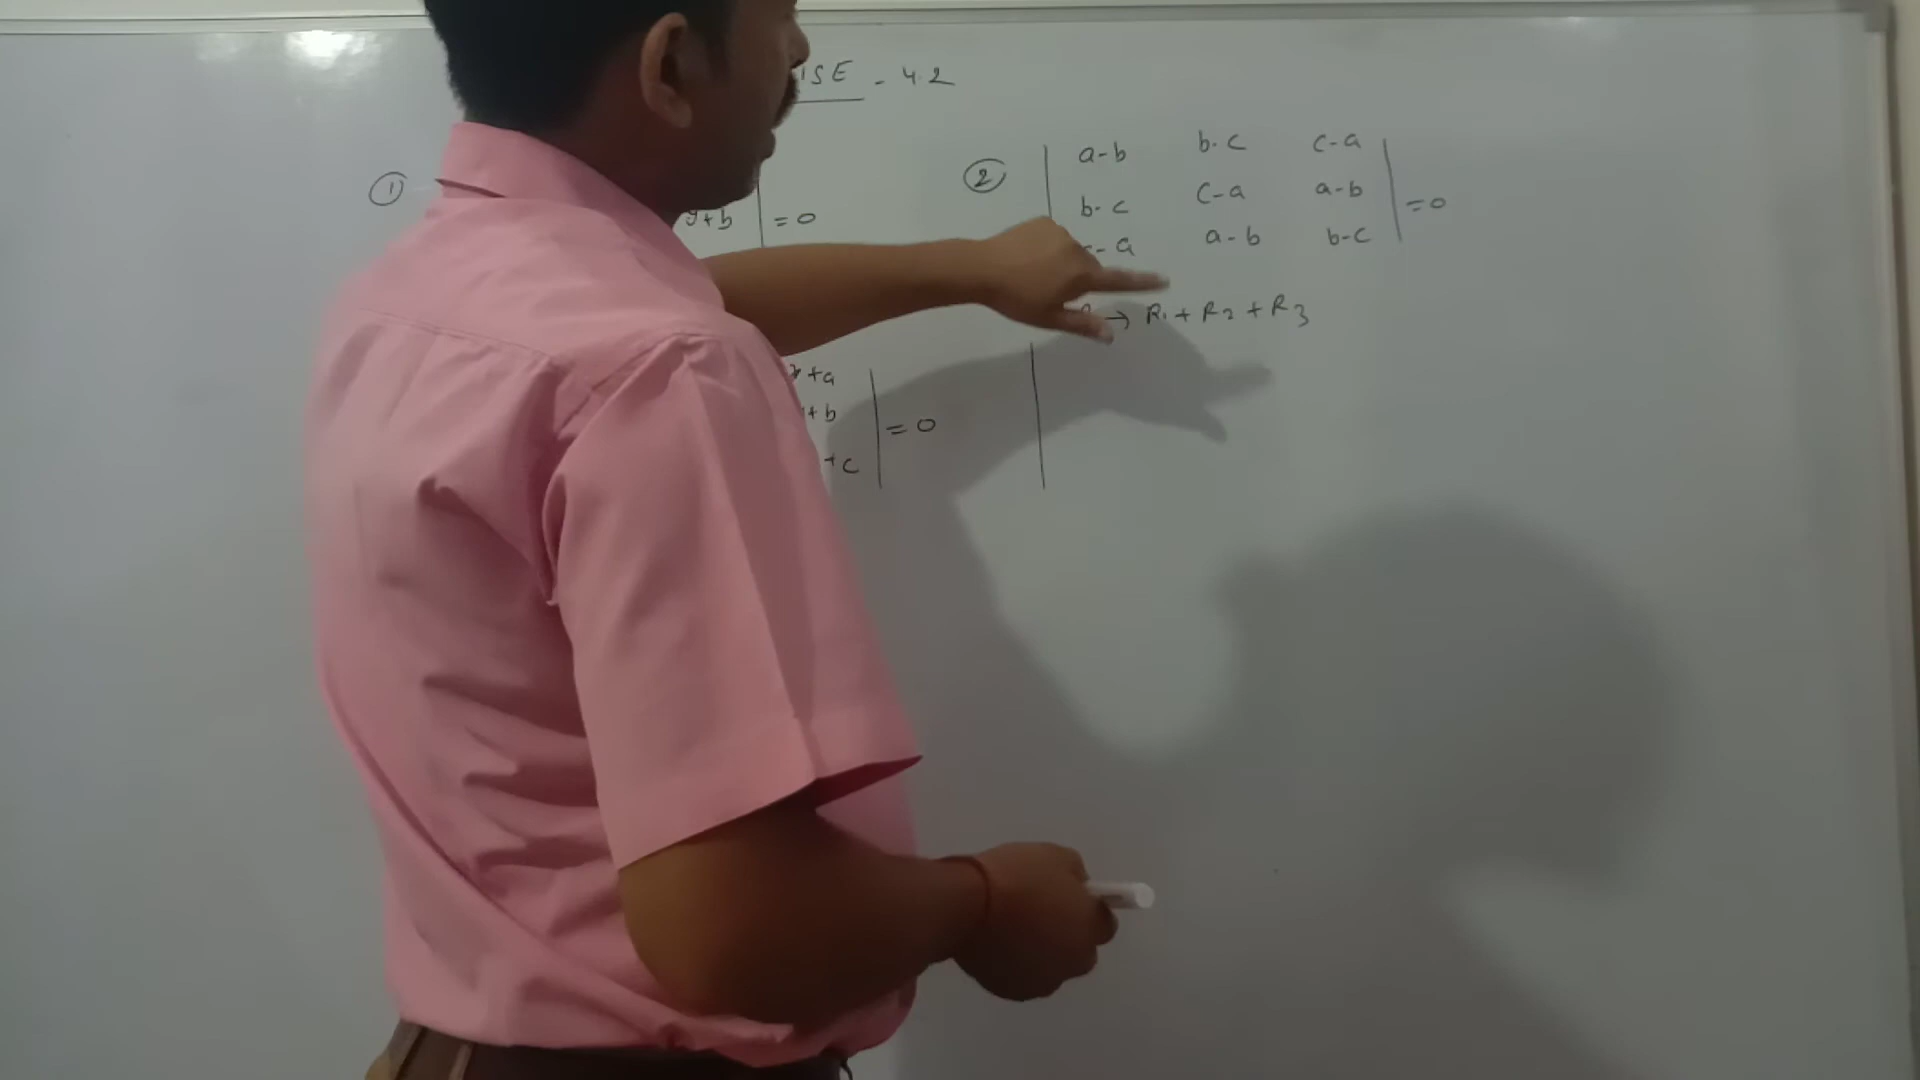 ISE - 4.2
①
y+b = 0
x+a
+b = 0
+c
② a-b b-c c-a
b-c c-a a-b = 0
- a a-b b-c
→ R1 + R2 + R3